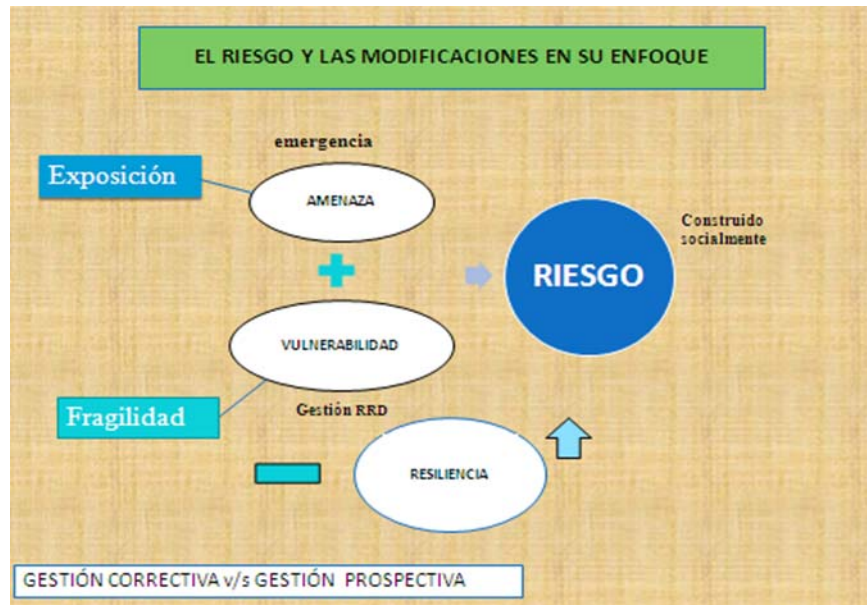 EL RIESGO Y LAS MODIFICACIONES EN SU ENFOQUE
emergencia
Exposición
AMENAZA
Construido
socialmente
RIESGO
VULNERABILIDAD
Fragilidad
Gestión RRD
RESILIENCIA
GESTIÓN CORRECTIVA v/s GESTIÓN PROSPECTIVA